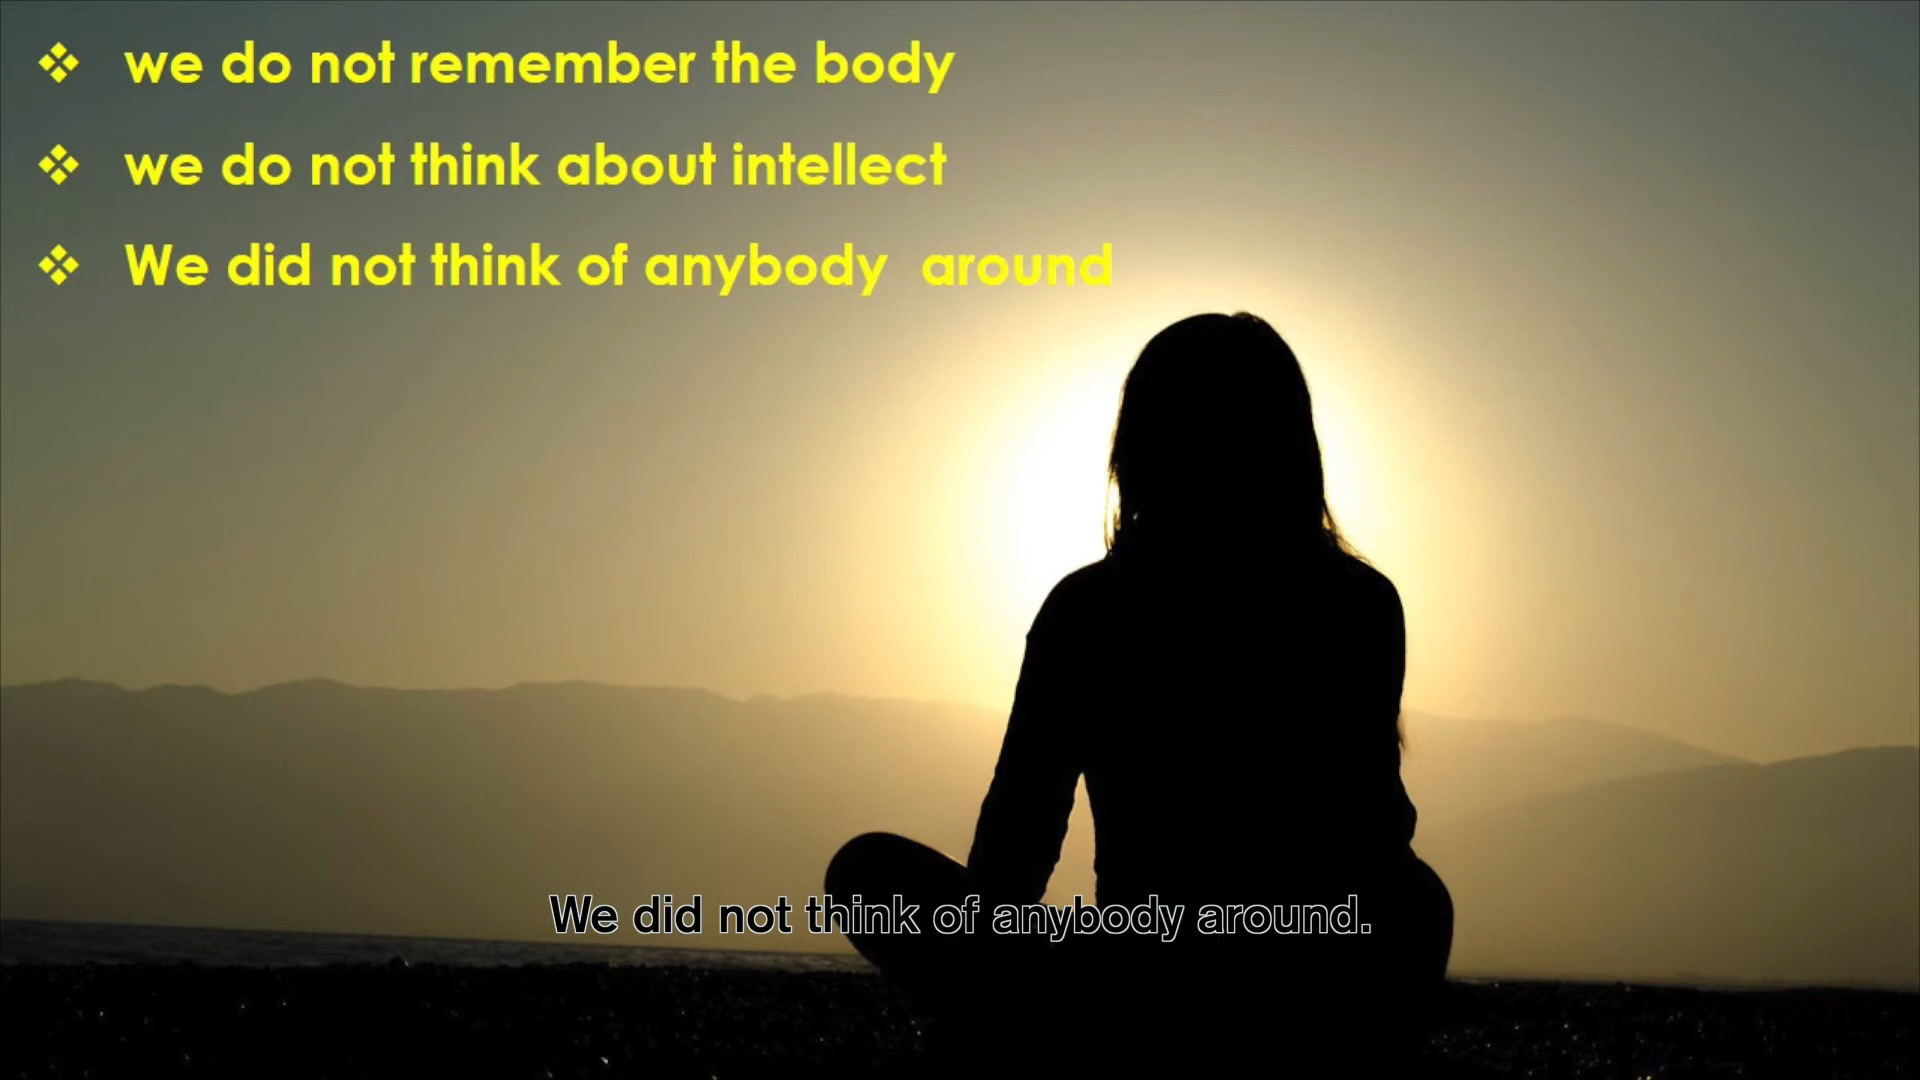 ❖ we do not remember the body
❖ we do not think about intellect
❖ We did not think of anybody around
We did not think of anybody around.